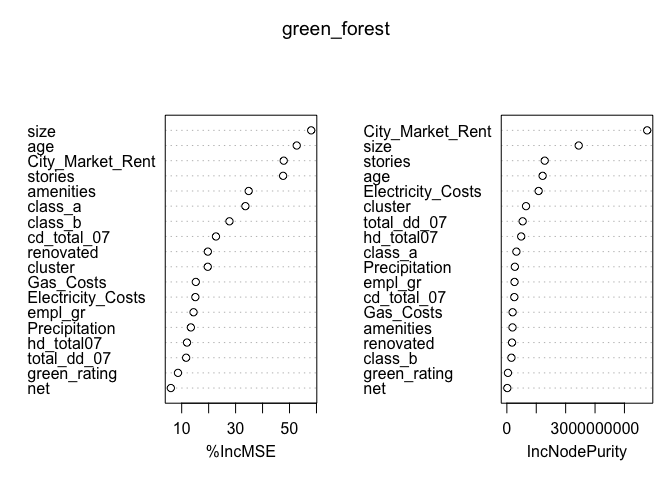 green_forest
size
age
City_Market_Rent
stories
amenities
class_a
class_b
cd_total_07
renovated
cluster
Gas_Costs
Electricity_Costs
empl_gr
Precipitation
hd_total07
total_dd_07
green_rating
net
10 30 50
%IncMSE
City_Market_Rent
size
stories
age
Electricity_Costs
cluster
total_dd_07
hd_total07
class_a
Precipitation
empl_gr
cd_total_07
Gas_Costs
amenities
renovated
class_b
green_rating
net
0 3000000000
IncNodePurity